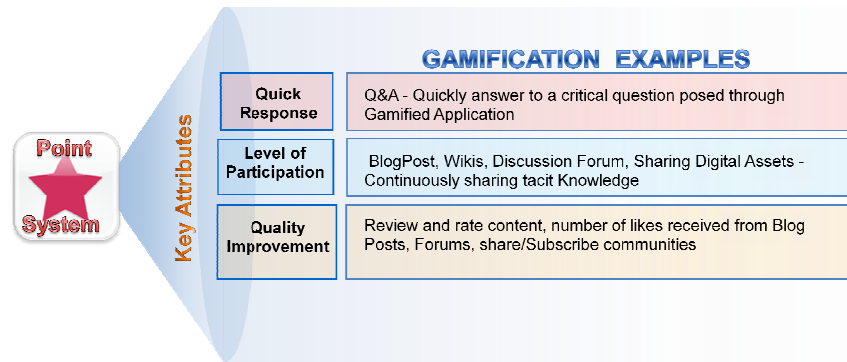 GAMIFICATION EXAMPLES
Point
System
Key Attributes
Quick
Response
Q&A - Quickly answer to a critical question posed through
Gamified Application
Level of
Participation
BlogPost, Wikis, Discussion Forum, Sharing Digital Assets -
Continuously sharing tacit Knowledge
Quality
Improvement
Review and rate content, number of likes received from Blog
Posts, Forums, share/Subscribe communities